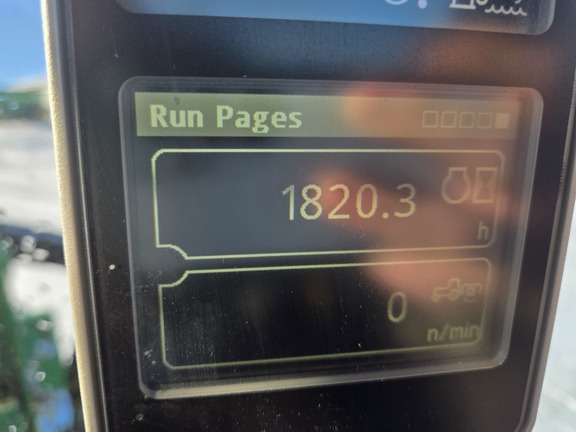 Run Pages
1820.3
h
0
n/min